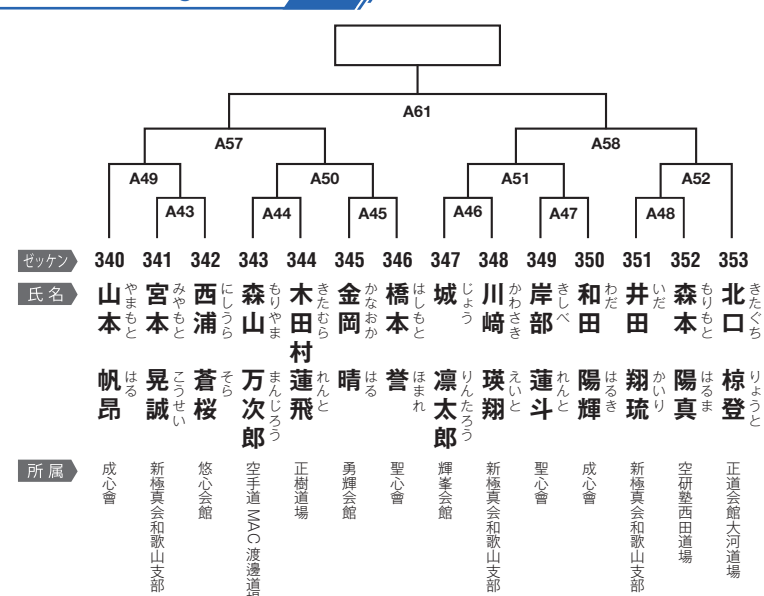 A61
A57
A58
A49
A50
A51
A52
A43
A44
A45
A46
A47
A48
ゼッケン 340 341 342 343 344 345 346 347 348 349 350 351 352 353
氏名
山本 帆昴 やまもと はる
宮本 晃誠 みやもと こうせい
西浦 蒼桜 にしうら そら
森山 万次郎 もりやま まんじろう
木田村 蓮飛 きたむら れんと
金岡 晴 かなおか はる
橋本 誉 はしもと ほまれ
城 凛太郎 じょう りんたろう
川﨑 瑛翔 かわさき えいと
岸部 蓮斗 きしべ れんと
和田 陽輝 わだ はるき
井田 翔琉 いだ かいり
森本 陽真 もりもと はるま
北口 椋登 きたぐち りょうと
所属
成心會
新極真会和歌山支部
悠心会館
空手道MAC渡邊道場
正樹道場
勇輝会館
聖心會
輝峯会館
新極真会和歌山支部
聖心會
成心會
新極真会和歌山支部
空研塾西田道場
正道会館大河道場